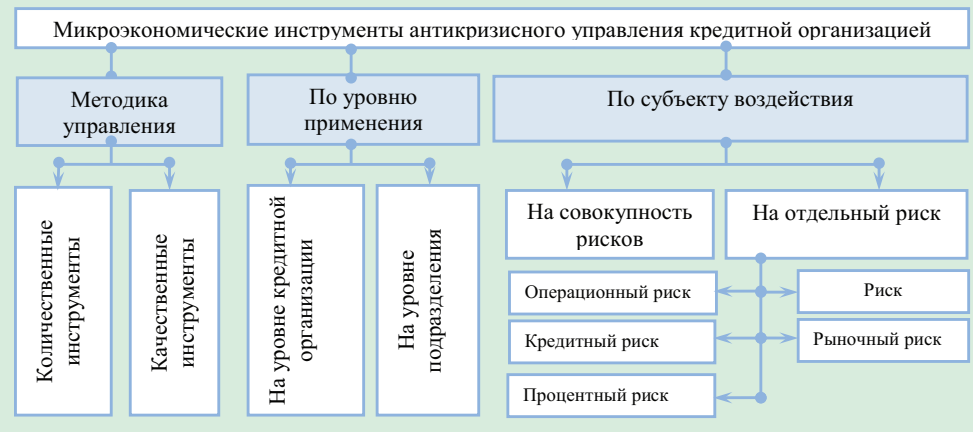 Микроэкономические инструменты антикризисного управления кредитной организацией
Методика
управления
По уровню
применения
По субъекту воздействия
Количественные
инструменты
Качественные
инструменты
На уровне кредитной
организации
На уровне
подразделения
На совокупность
рисков
На отдельный риск
Операционный риск
Риск
Кредитный риск
Рыночный риск
Процентный риск